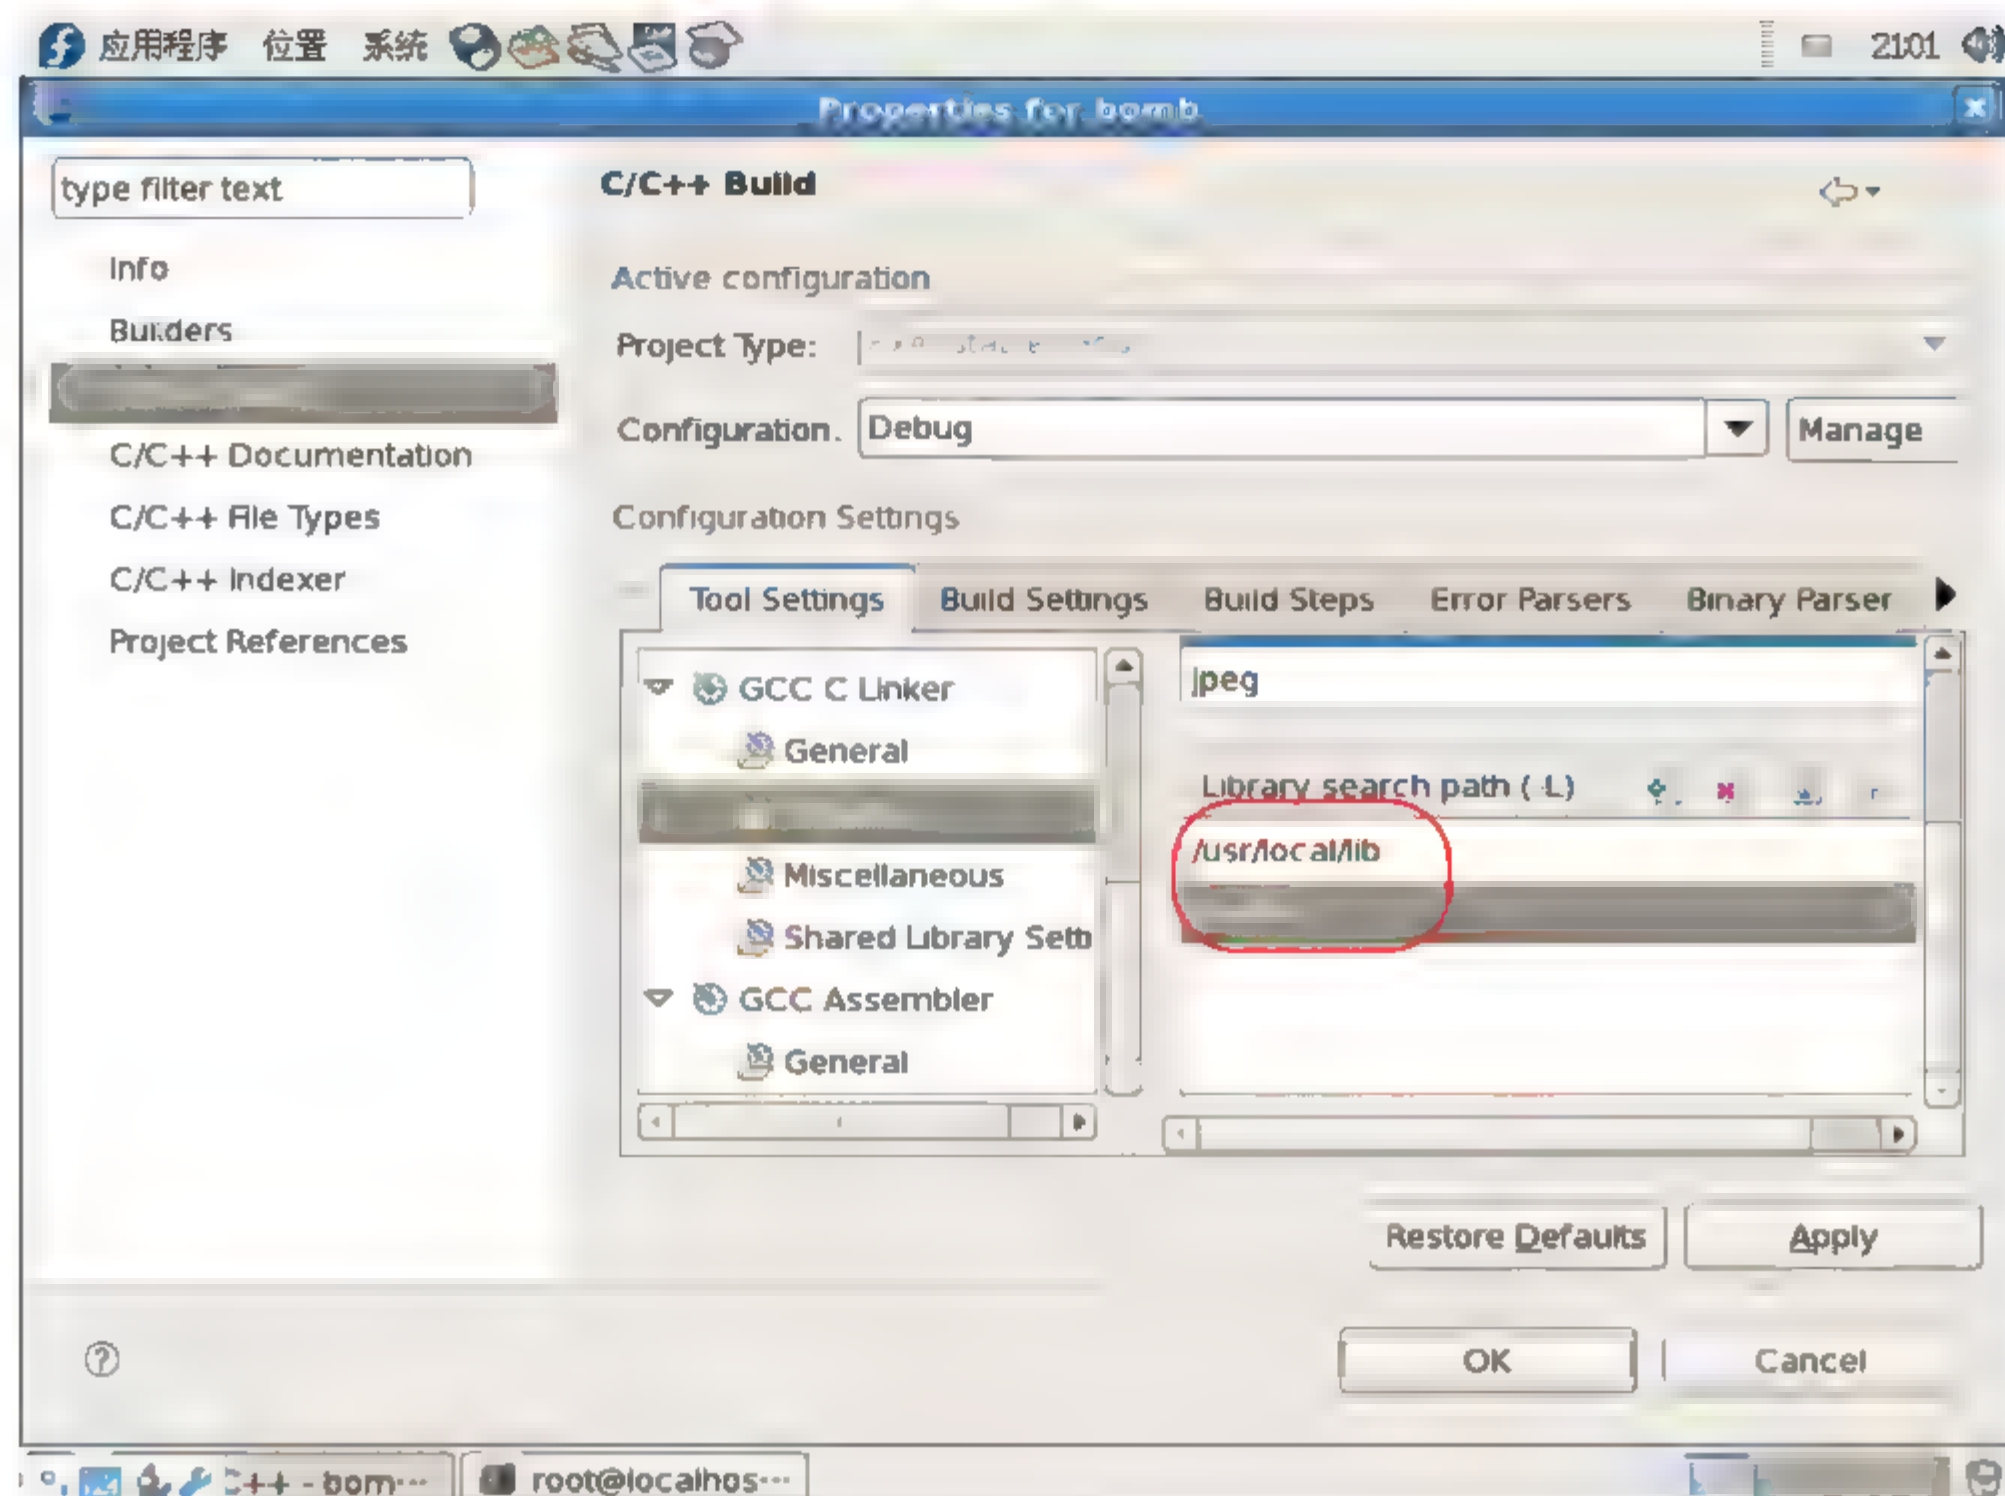 应用程序 位置 系统 21:01
Properties for bomb
type filter text
Info
Builders
C/C++ Documentation
C/C++ File Types
C/C++ Indexer
Project References
C/C++ Build
Active configuration
Project Type:
Configuration. Debug Manage
Configuration Settings
Tool Settings Build Settings Build Steps Error Parsers Binary Parser
GCC C Linker
General
Miscellaneous
Shared Library Setti
GCC Assembler
General
jpeg
Library search path (-L)
/usr/local/lib
Restore Defaults Apply
OK Cancel
C++ - bom... root@localhos...